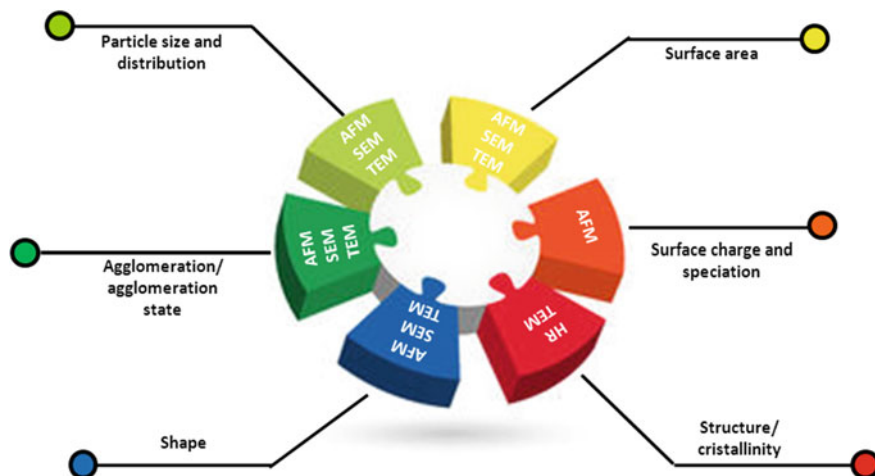 Particle size and
distribution
Surface area
AFM
SEM
TEM
AFM
SEM
TEM
AFM
SEM
TEM
AFM
Agglomeration/
agglomeration
state
Surface charge and
speciation
TEM
SEM
AFM
HR
TEM
Shape
Structure/
cristallinity